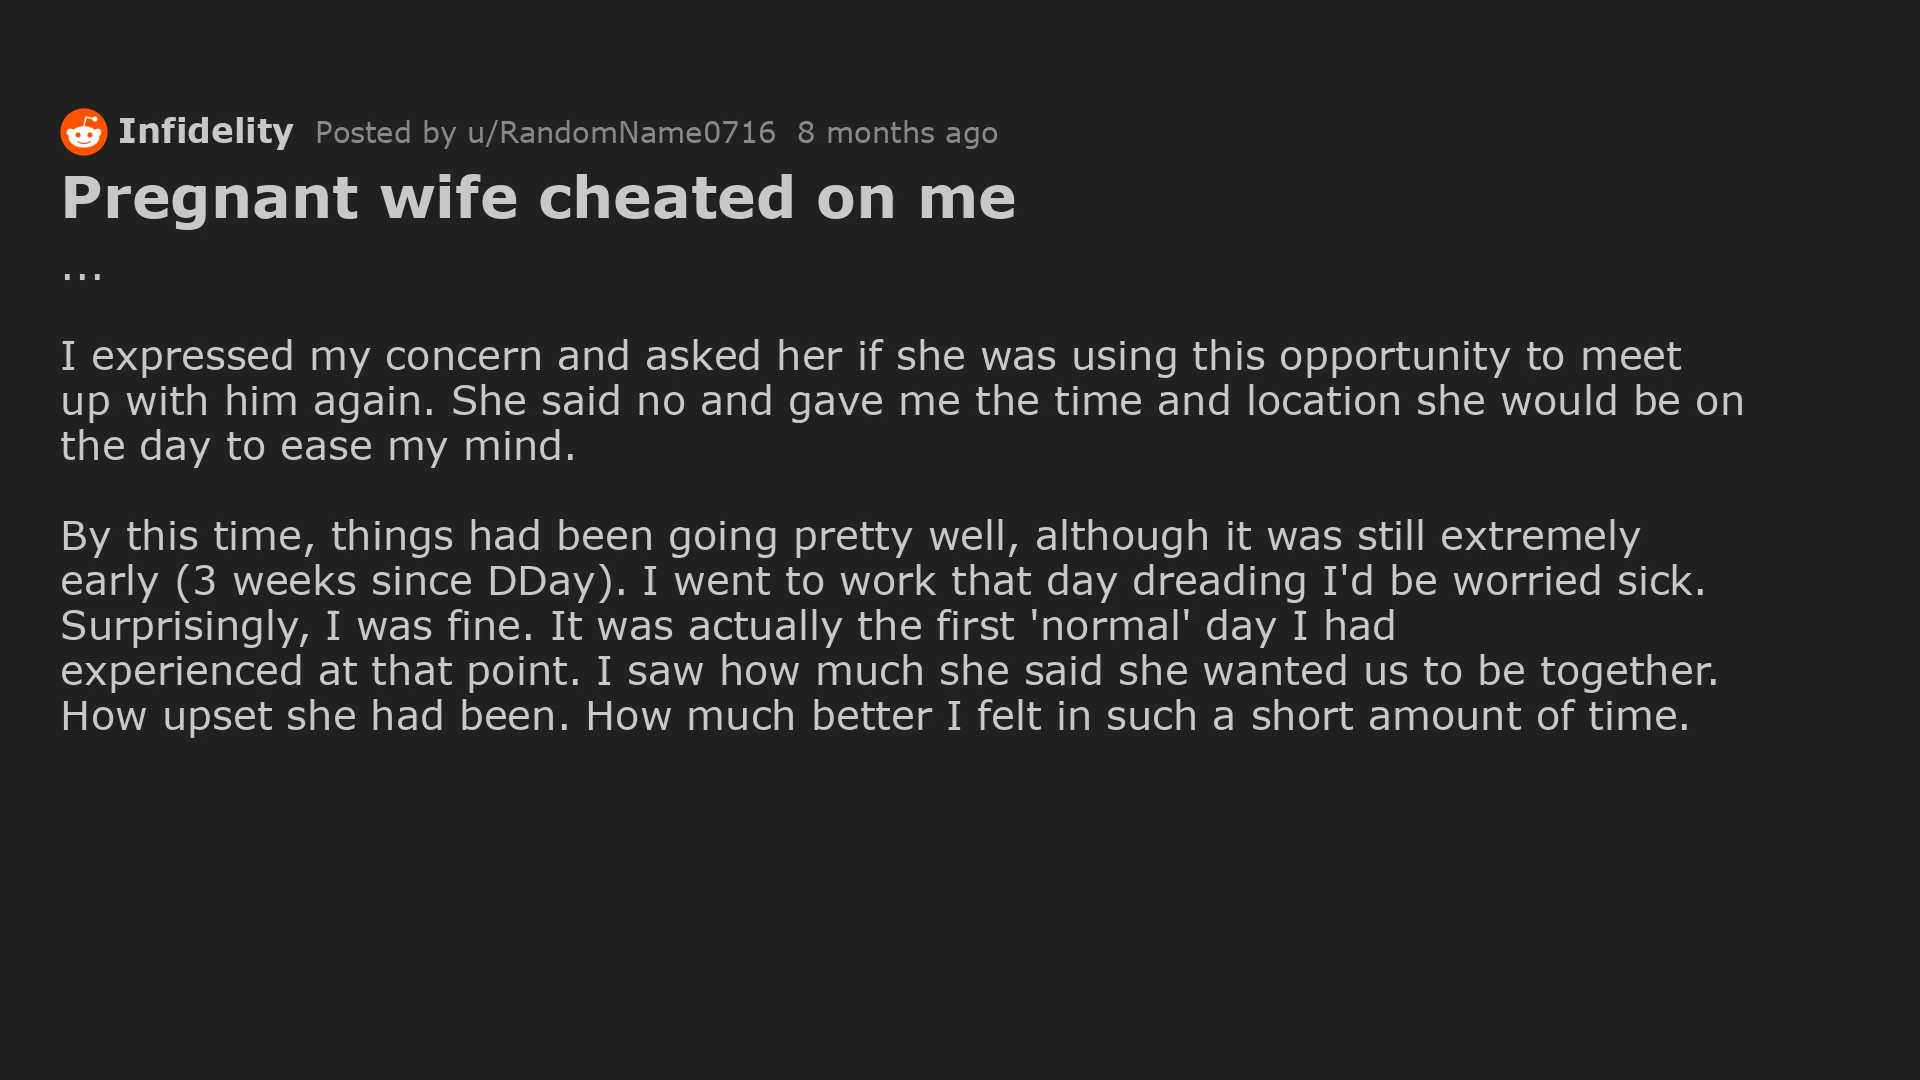 Infidelity Posted by u/RandomName0716 8 months ago
Pregnant wife cheated on me
...
I expressed my concern and asked her if she was using this opportunity to meet
up with him again. She said no and gave me the time and location she would be on
the day to ease my mind.
By this time, things had been going pretty well, although it was still extremely
early (3 weeks since DDay). I went to work that day dreading I'd be worried sick.
Surprisingly, I was fine. It was actually the first 'normal' day I had
experienced at that point. I saw how much she said she wanted us to be together.
How upset she had been. How much better I felt in such a short amount of time.